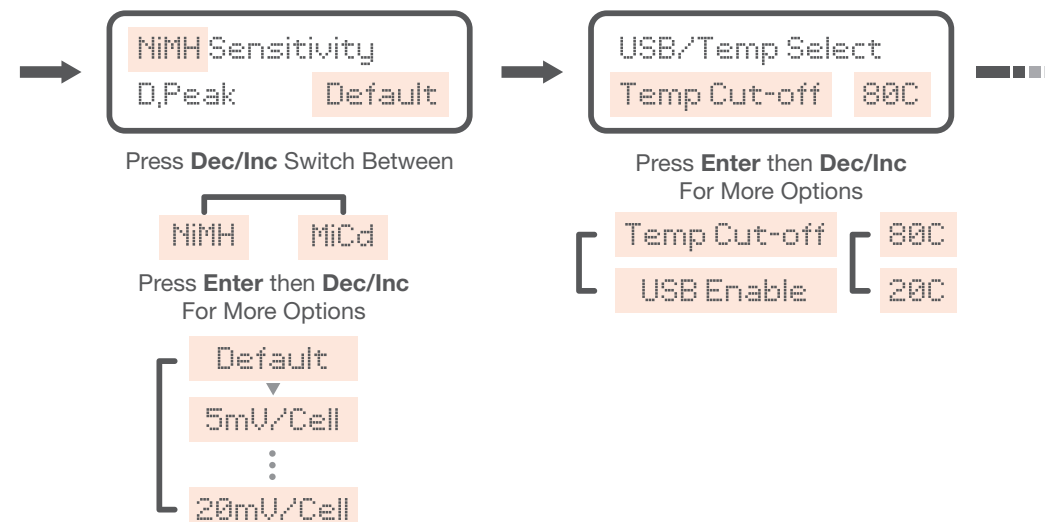 NiMH Sensitivity
D,Peak Default
Press Dec/Inc Switch Between
NiMH MiCd
Press Enter then Dec/Inc
For More Options
Default
5mV/Cell
20mV/Cell
USB/Temp Select
Temp Cut-off 80C
Press Enter then Dec/Inc
For More Options
Temp Cut-off 80C
USB Enable 20C